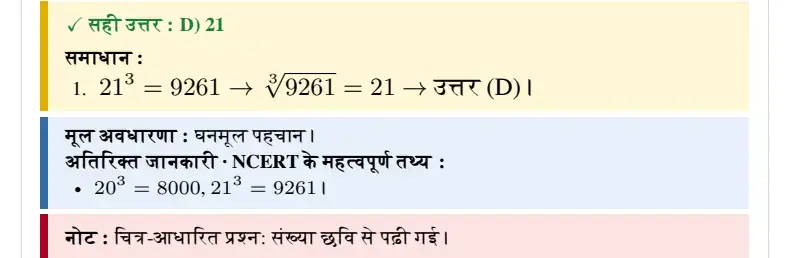 ✓ सही उत्तर : D) 21
समाधान :
1. 21³ = 9261 → ∛9261 = 21 → उत्तर (D)।
मूल अवधारणा : घनमूल पहचान।
अतिरिक्त जानकारी · NCERT के महत्वपूर्ण तथ्य :
• 20³ = 8000, 21³ = 9261।
नोट : चित्र-आधारित प्रश्न: संख्या छवि से पढ़ी गई।